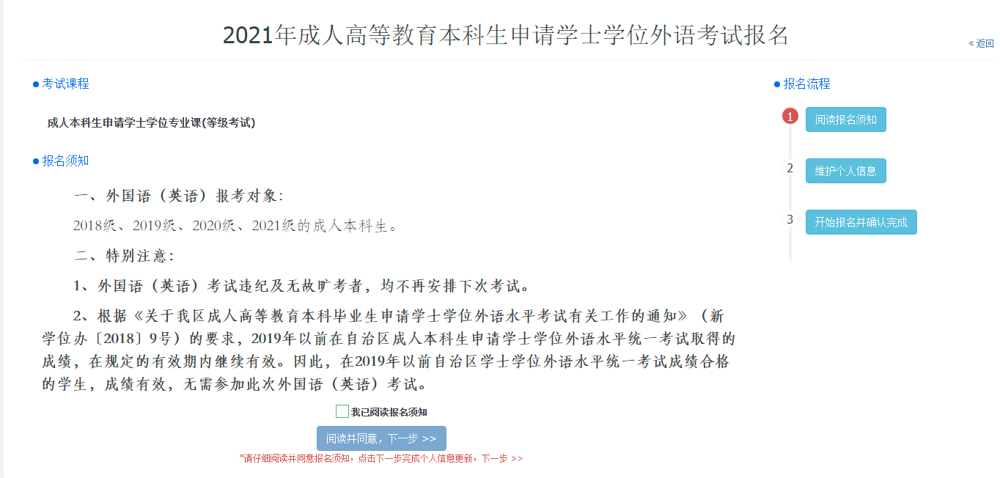 2021年成人高等教育本科生申请学士学位外语考试报名
« 返回
考试课程
成人本科生申请学士学位专业课(等级考试)
报名须知
一、外国语（英语）报考对象：
2018级、2019级、2020级、2021级的成人本科生。
二、特别注意：
1、外国语（英语）考试违纪及无故旷考者，均不再安排下次考试。
2、根据《关于我区成人高等教育本科毕业生申请学士学位外语水平考试有关工作的通知》（新
学位办〔2018〕9号）的要求，2019年以前在自治区成人本科生申请学士学位外语水平统一考试取得的
成绩，在规定的有效期内继续有效。因此，在2019年以前自治区学士学位外语水平统一考试成绩合格
的学生，成绩有效，无需参加此次外国语（英语）考试。
我已阅读报名须知
阅读并同意，下一步 >>
*请仔细阅读并同意报名须知，点击下一步完成个人信息更新，下一步 >>
报名流程
1 阅读报名须知
2 维护个人信息
3 开始报名并确认完成